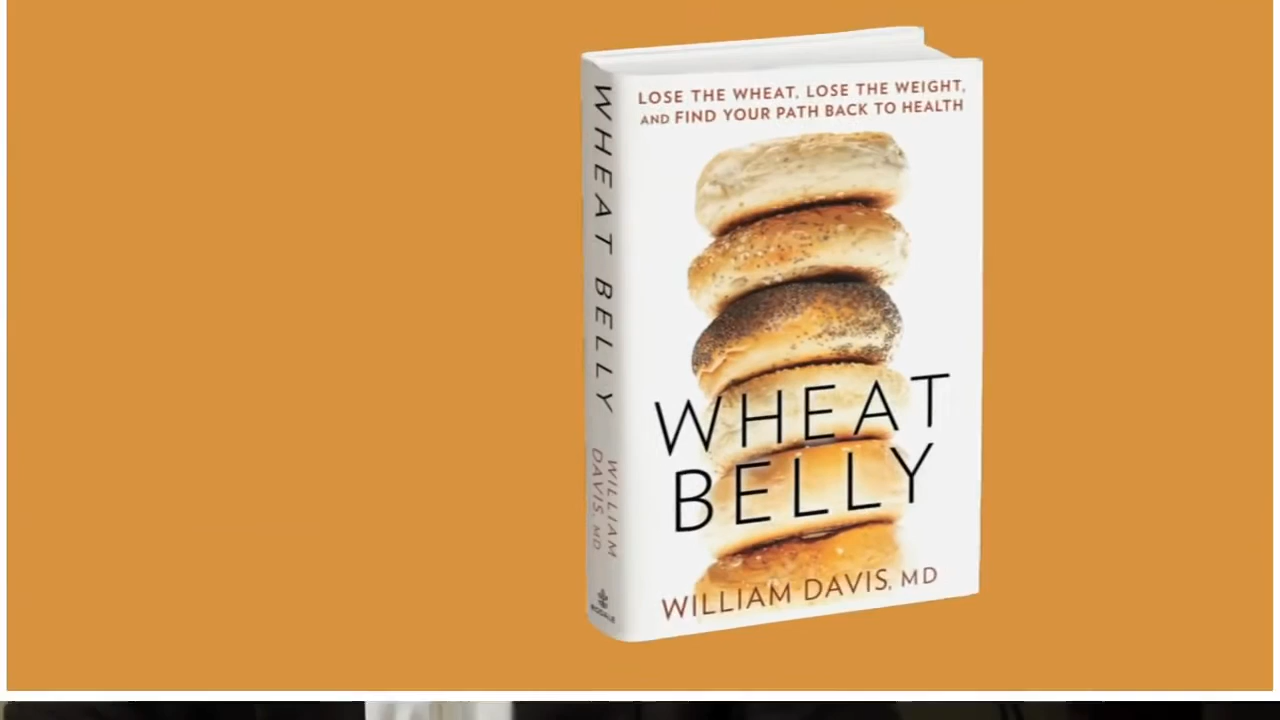 LOSE THE WHEAT, LOSE THE WEIGHT,
AND FIND YOUR PATH BACK TO HEALTH
WHEAT
BELLY
WILLIAM DAVIS, MD
WHEAT BELLY
WILLIAM
DAVIS, MD
RODALE